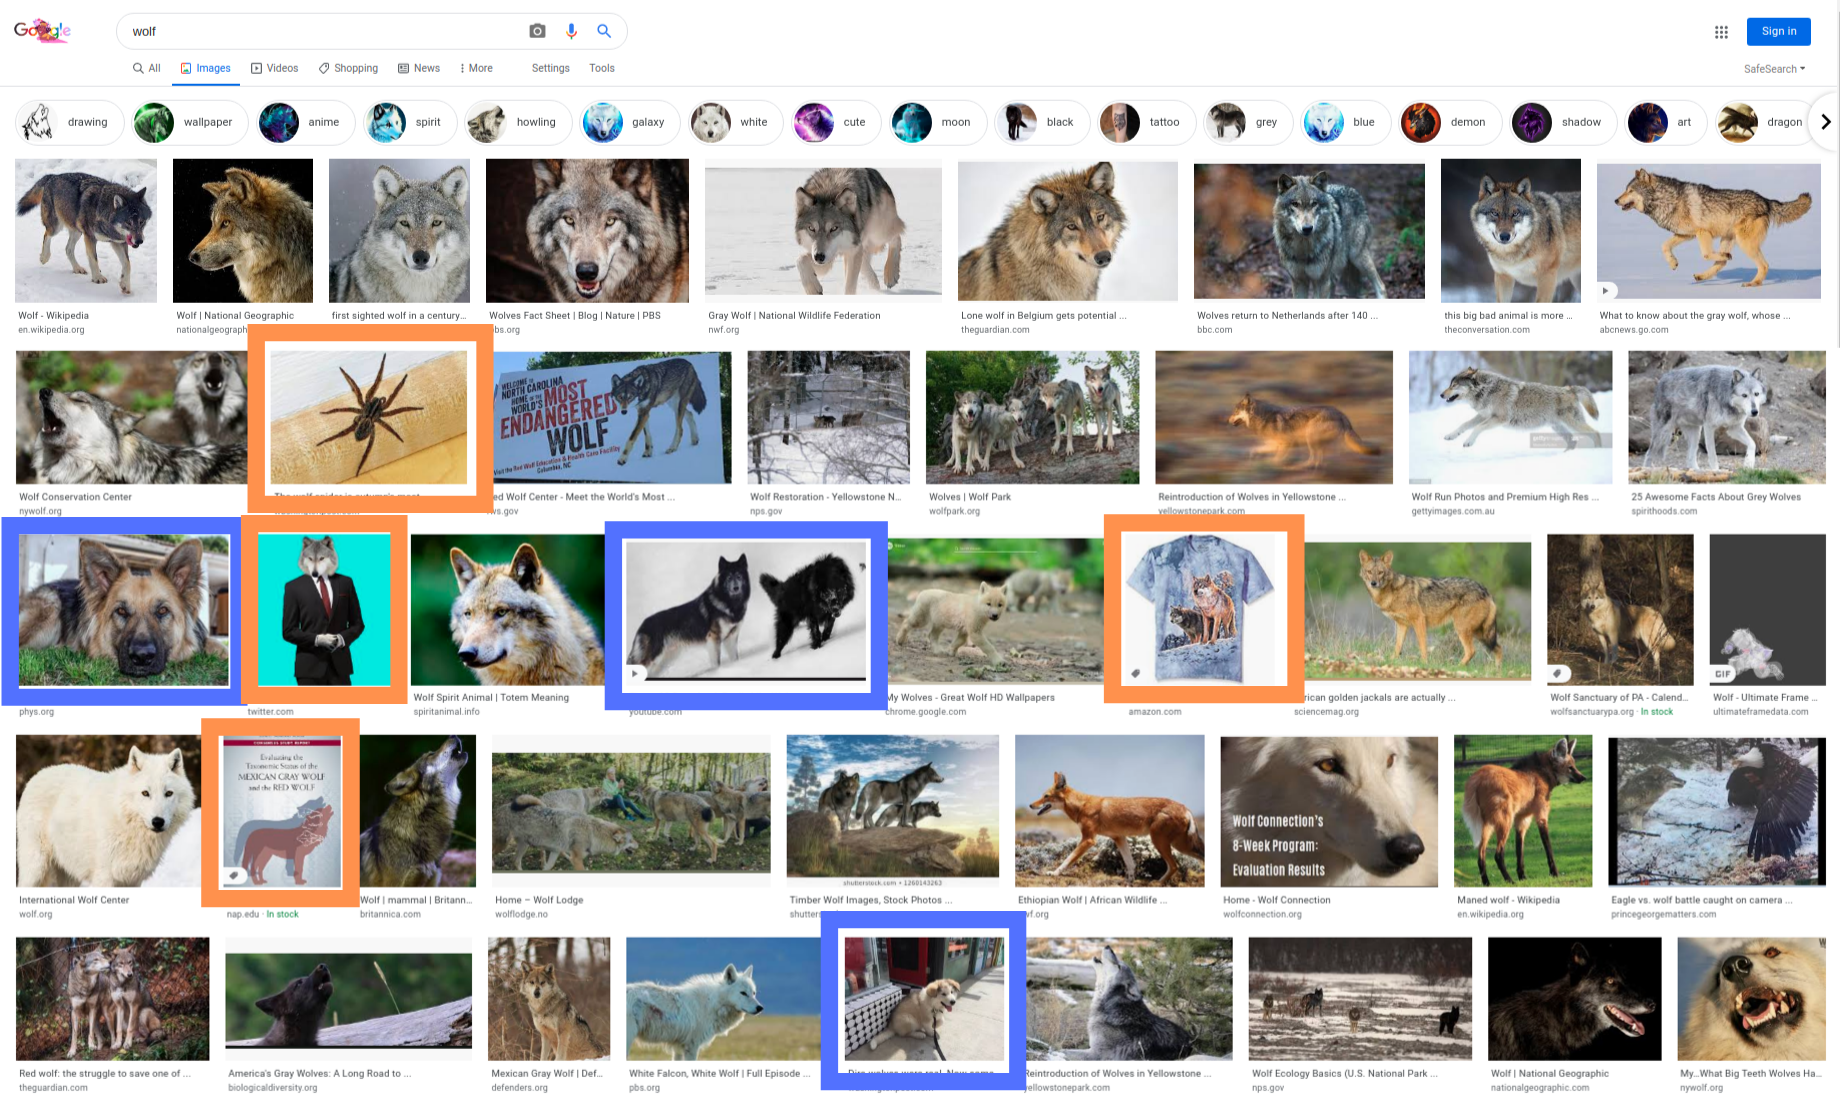 Google
wolf
Sign in
All
Images
Videos
Shopping
News
More
Settings
Tools
SafeSearch
drawing
wallpaper
anime
spirit
howling
galaxy
white
cute
moon
black
tattoo
grey
blue
demon
shadow
art
dragon
Wolf - Wikipedia
en.wikipedia.org
Wolf | National Geographic
nationalgeograph
first sighted wolf in a century...
Wolves Fact Sheet | Blog | Nature | PBS
pbs.org
Gray Wolf | National Wildlife Federation
nwf.org
Lone wolf in Belgium gets potential ...
theguardian.com
Wolves return to Netherlands after 140 ...
bbc.com
this big bad animal is more ...
theconversation.com
What to know about the gray wolf, whose ...
abcnews.go.com
WELCOME TO
NORTH CAROLINA
HOME OF THE
WORLD'S MOST
ENDANGERED
WOLF
Visit the Red Wolf Education & Health Care Facility
Columbia, NC
Wolf Conservation Center
nywolf.org
The wolf spider is autumn's most
ed Wolf Center - Meet the World's Most ...
ws.gov
Wolf Restoration - Yellowstone N...
nps.gov
Wolves | Wolf Park
wolfpark.org
Reintroduction of Wolves in Yellowstone ...
yellowstonepark.com
Wolf Run Photos and Premium High Res ...
gettyimages.com.au
25 Awesome Facts About Grey Wolves
spirithoods.com
phys.org
twitter.com
Wolf Spirit Animal | Totem Meaning
spiritanimal.info
youtube.com
My Wolves - Great Wolf HD Wallpapers
chrome.google.com
amazon.com
rican golden jackals are actually ...
sciencemag.org
Wolf Sanctuary of PA - Calend...
wolfsanctuarypa.org · In stock
GIF
Wolf - Ultimate Frame ...
ultimateframedata.com
CONSENSUS STUDY REPORT
Evaluating the
Taxonomic Status of the
MEXICAN GRAY WOLF
and the RED WOLF
shutterstock.com • 1260143263
Wolf Connection's
8-Week Program:
Evaluation Results
International Wolf Center
wolf.org
nap.edu · In stock
Wolf | mammal | Britann...
britannica.com
Home – Wolf Lodge
wolflodge.no
Timber Wolf Images, Stock Photos ...
shutters
Ethiopian Wolf | African Wildlife ...
wf.org
Home - Wolf Connection
wolfconnection.org
Maned wolf - Wikipedia
en.wikipedia.org
Eagle vs. wolf battle caught on camera ...
princegeorgematters.com
Red wolf: the struggle to save one of ...
theguardian.com
America's Gray Wolves: A Long Road to ...
biologicaldiversity.org
Mexican Gray Wolf | Def...
defenders.org
White Falcon, White Wolf | Full Episode ...
pbs.org
Dire wolves were real. Now some
Reintroduction of Wolves in Yellowstone ...
yellowstonepark.com
Wolf Ecology Basics (U.S. National Park ...
nps.gov
Wolf | National Geographic
nationalgeographic.com
My...What Big Teeth Wolves Ha...
nywolf.org